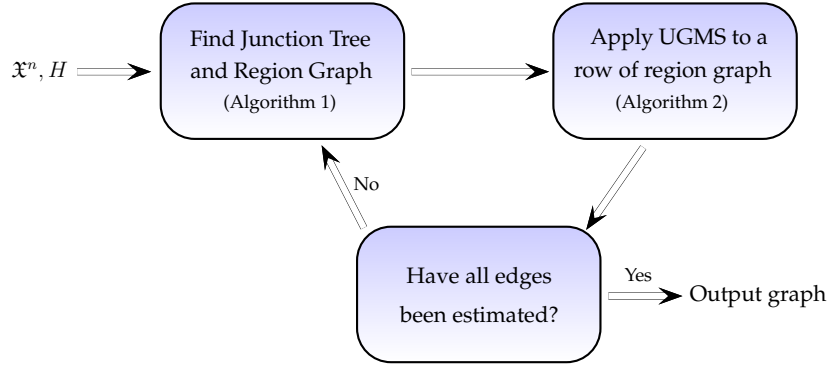 𝔛ⁿ, H
Find Junction Tree
and Region Graph
(Algorithm 1)
Apply UGMS to a
row of region graph
(Algorithm 2)
No
Have all edges
been estimated?
Yes
Output graph